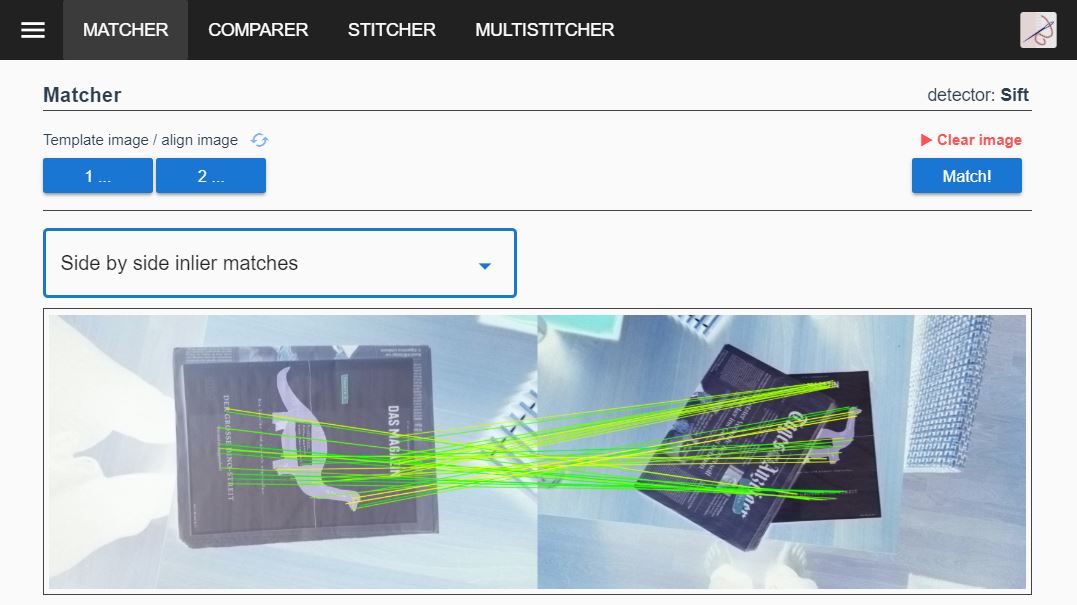 MATCHER COMPARER STITCHER MULTISTITCHER
Matcher
detector: Sift
Template image / align image
Clear image
1 ...
2 ...
Match!
Side by side inlier matches
DER GROSSE DING-STREIT
DAS MAGAZIN